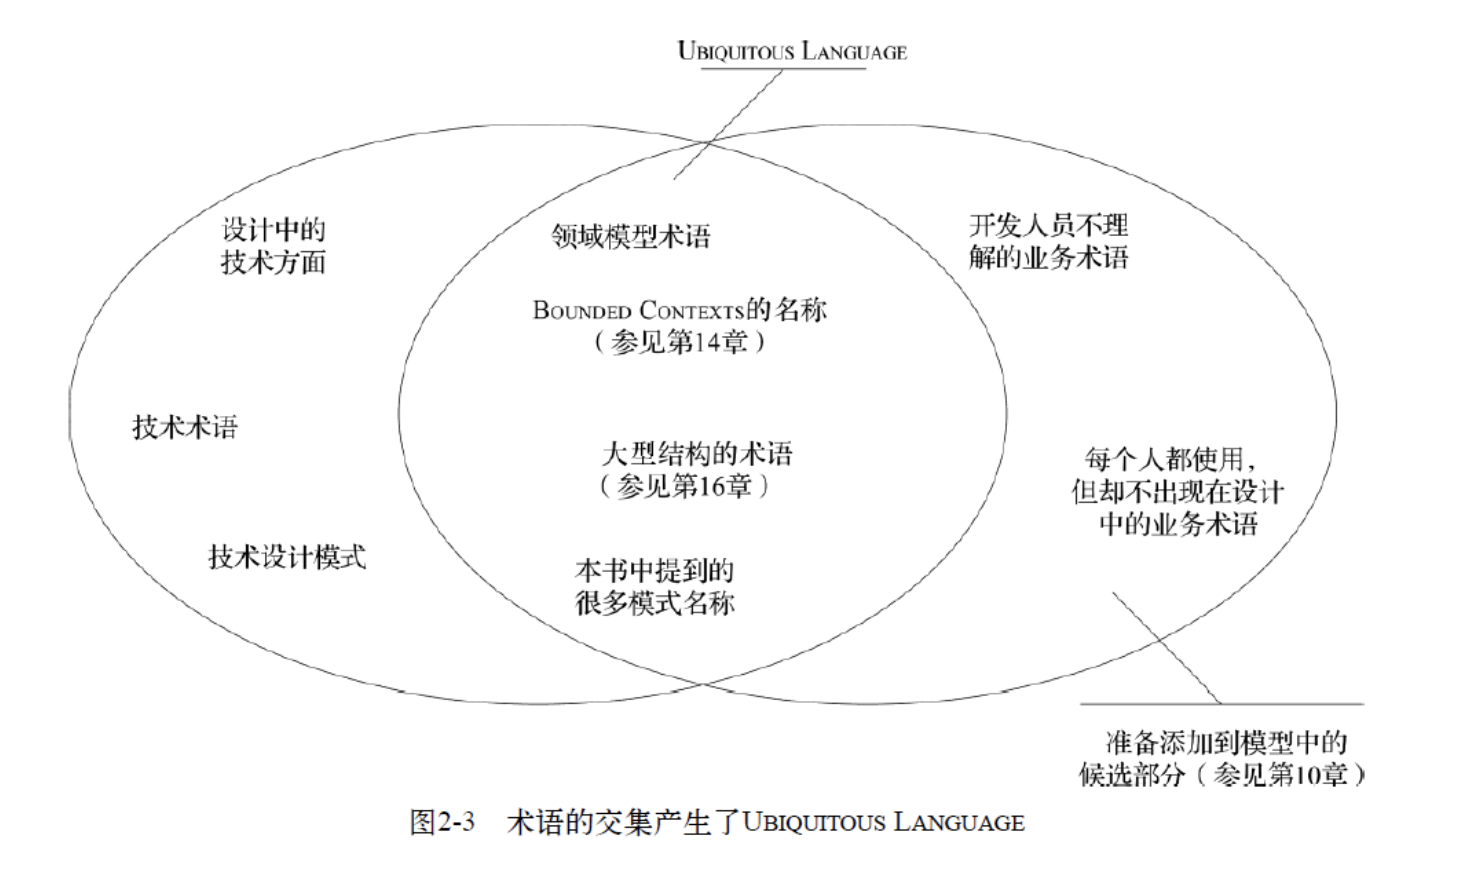 UBIQUITOUS LANGUAGE
设计中的
技术方面
技术术语
技术设计模式
领域模型术语
BOUNDED CONTEXTS的名称
（参见第14章）
大型结构的术语
（参见第16章）
本书中提到的
很多模式名称
开发人员不理
解的业务术语
每个人都使用，
但却不出现在设计
中的业务术语
准备添加到模型中的
候选部分（参见第10章）
图2-3 术语的交集产生了UBIQUITOUS LANGUAGE